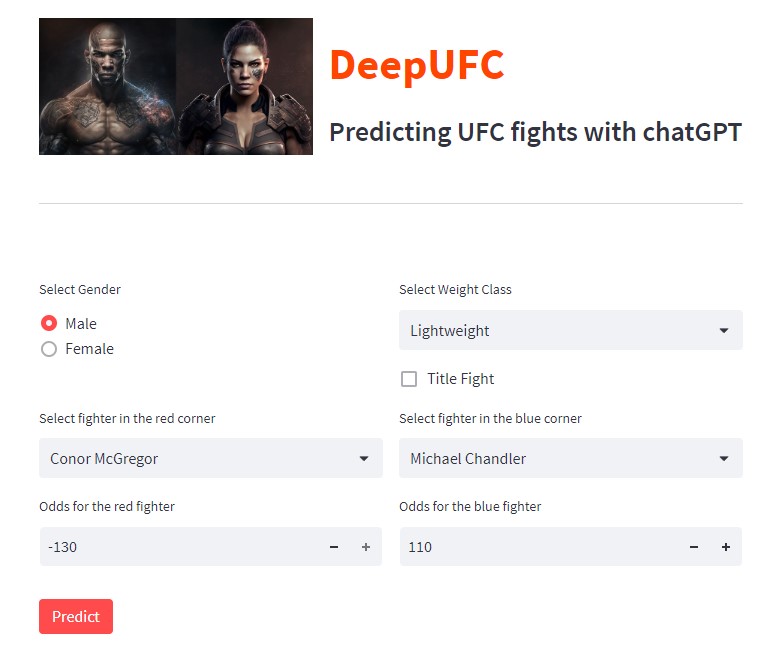 DeepUFC
Predicting UFC fights with chatGPT
Select Gender
Male
Female
Select Weight Class
Lightweight
Title Fight
Select fighter in the red corner
Conor McGregor
Select fighter in the blue corner
Michael Chandler
Odds for the red fighter
-130
Odds for the blue fighter
110
Predict